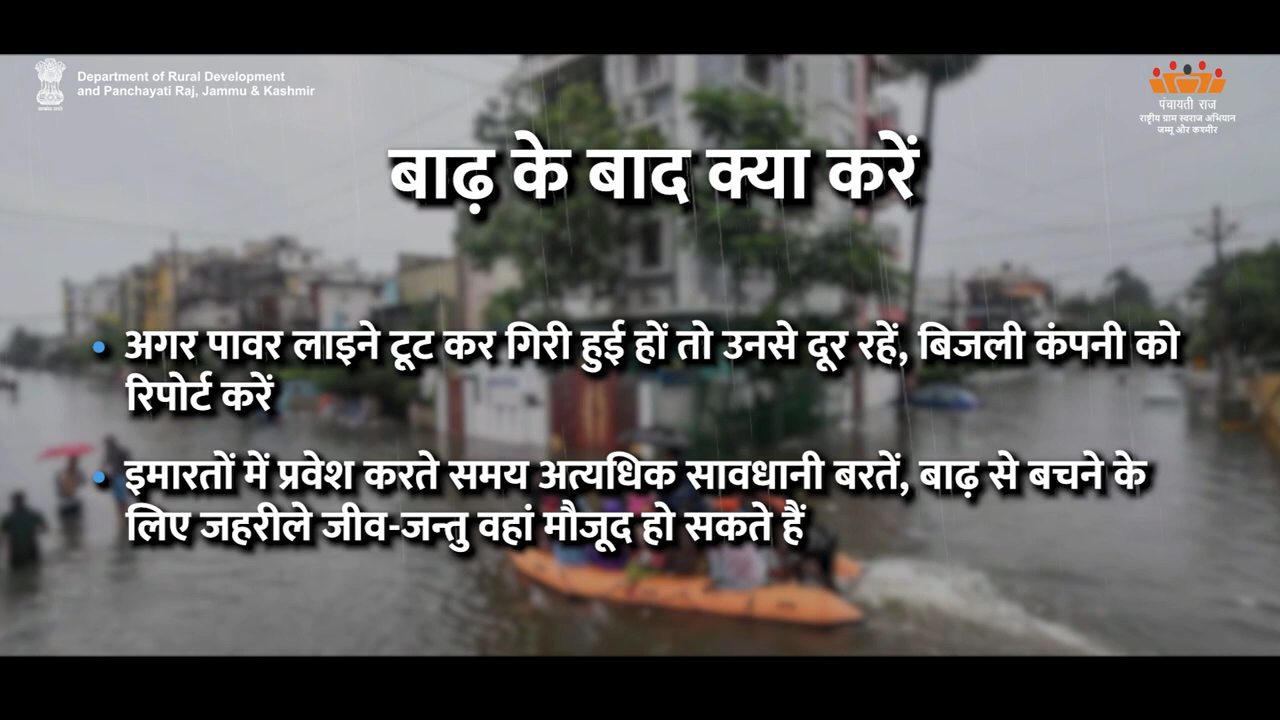 Department of Rural Development
and Panchayati Raj, Jammu & Kashmir
पंचायती राज
राष्ट्रीय ग्राम स्वराज अभियान
जम्मू और कश्मीर
बाढ़ के बाद क्या करें
अगर पावर लाइने टूट कर गिरी हुई हों तो उनसे दूर रहें, बिजली कंपनी को
रिपोर्ट करें
इमारतों में प्रवेश करते समय अत्यधिक सावधानी बरतें, बाढ़ से बचने के
लिए जहरीले जीव-जन्तु वहां मौजूद हो सकते हैं